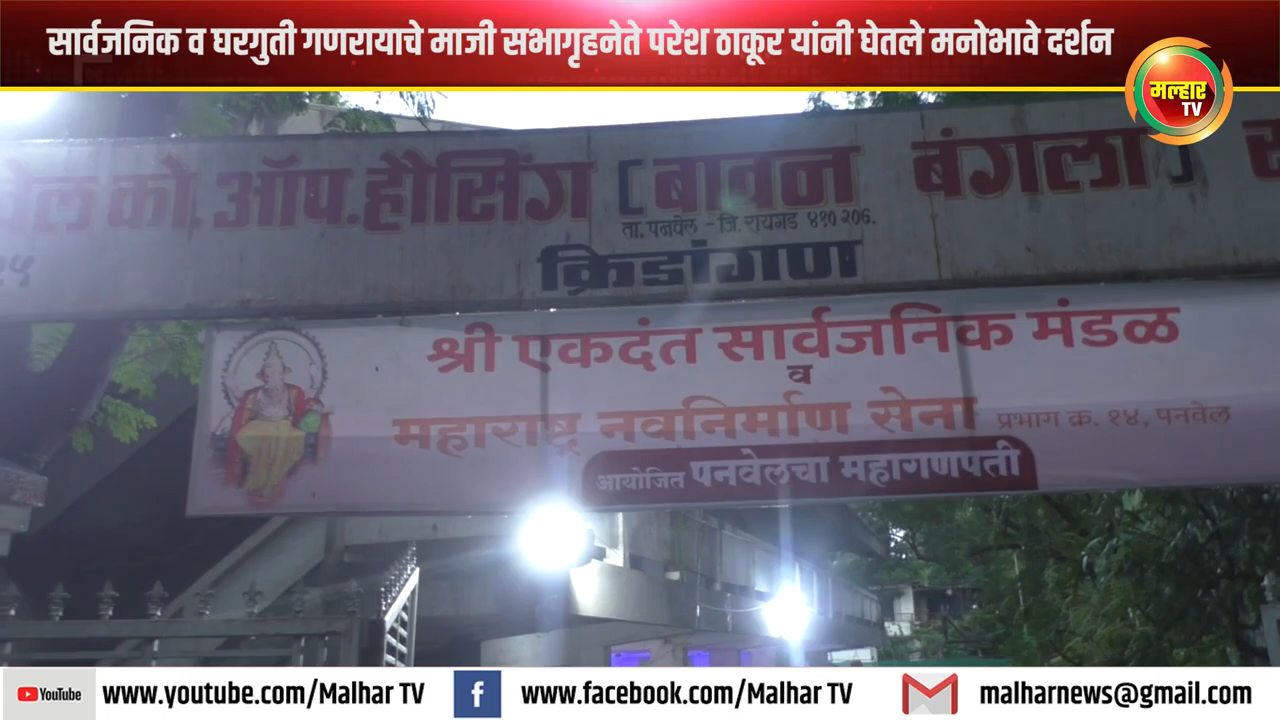 सार्वजनिक व घरगुती गणरायाचे माजी सभागृहनेते परेश ठाकूर यांनी घेतले मनोभावे दर्शन
मल्हार
TV
को. ऑप. हौसिंग [बावन बंगला]
ता. पनवेल - जि. रायगड ४१० २०६.
क्रिडांगण
श्री एकदंत सार्वजनिक मंडळ
व
महाराष्ट्र नवनिर्माण सेना प्रभाग क्र. १४, पनवेल
आयोजित पनवेलचा महागणपती
YouTube www.youtube.com/Malhar TV
f www.facebook.com/Malhar TV
malharnews@gmail.com